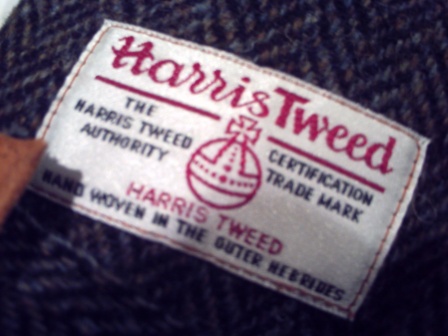 Harris Tweed
THE
HARRIS TWEED
AUTHORITY
CERTIFICATION
TRADE MARK
HARRIS TWEED
HAND WOVEN IN THE OUTER HEBRIDES